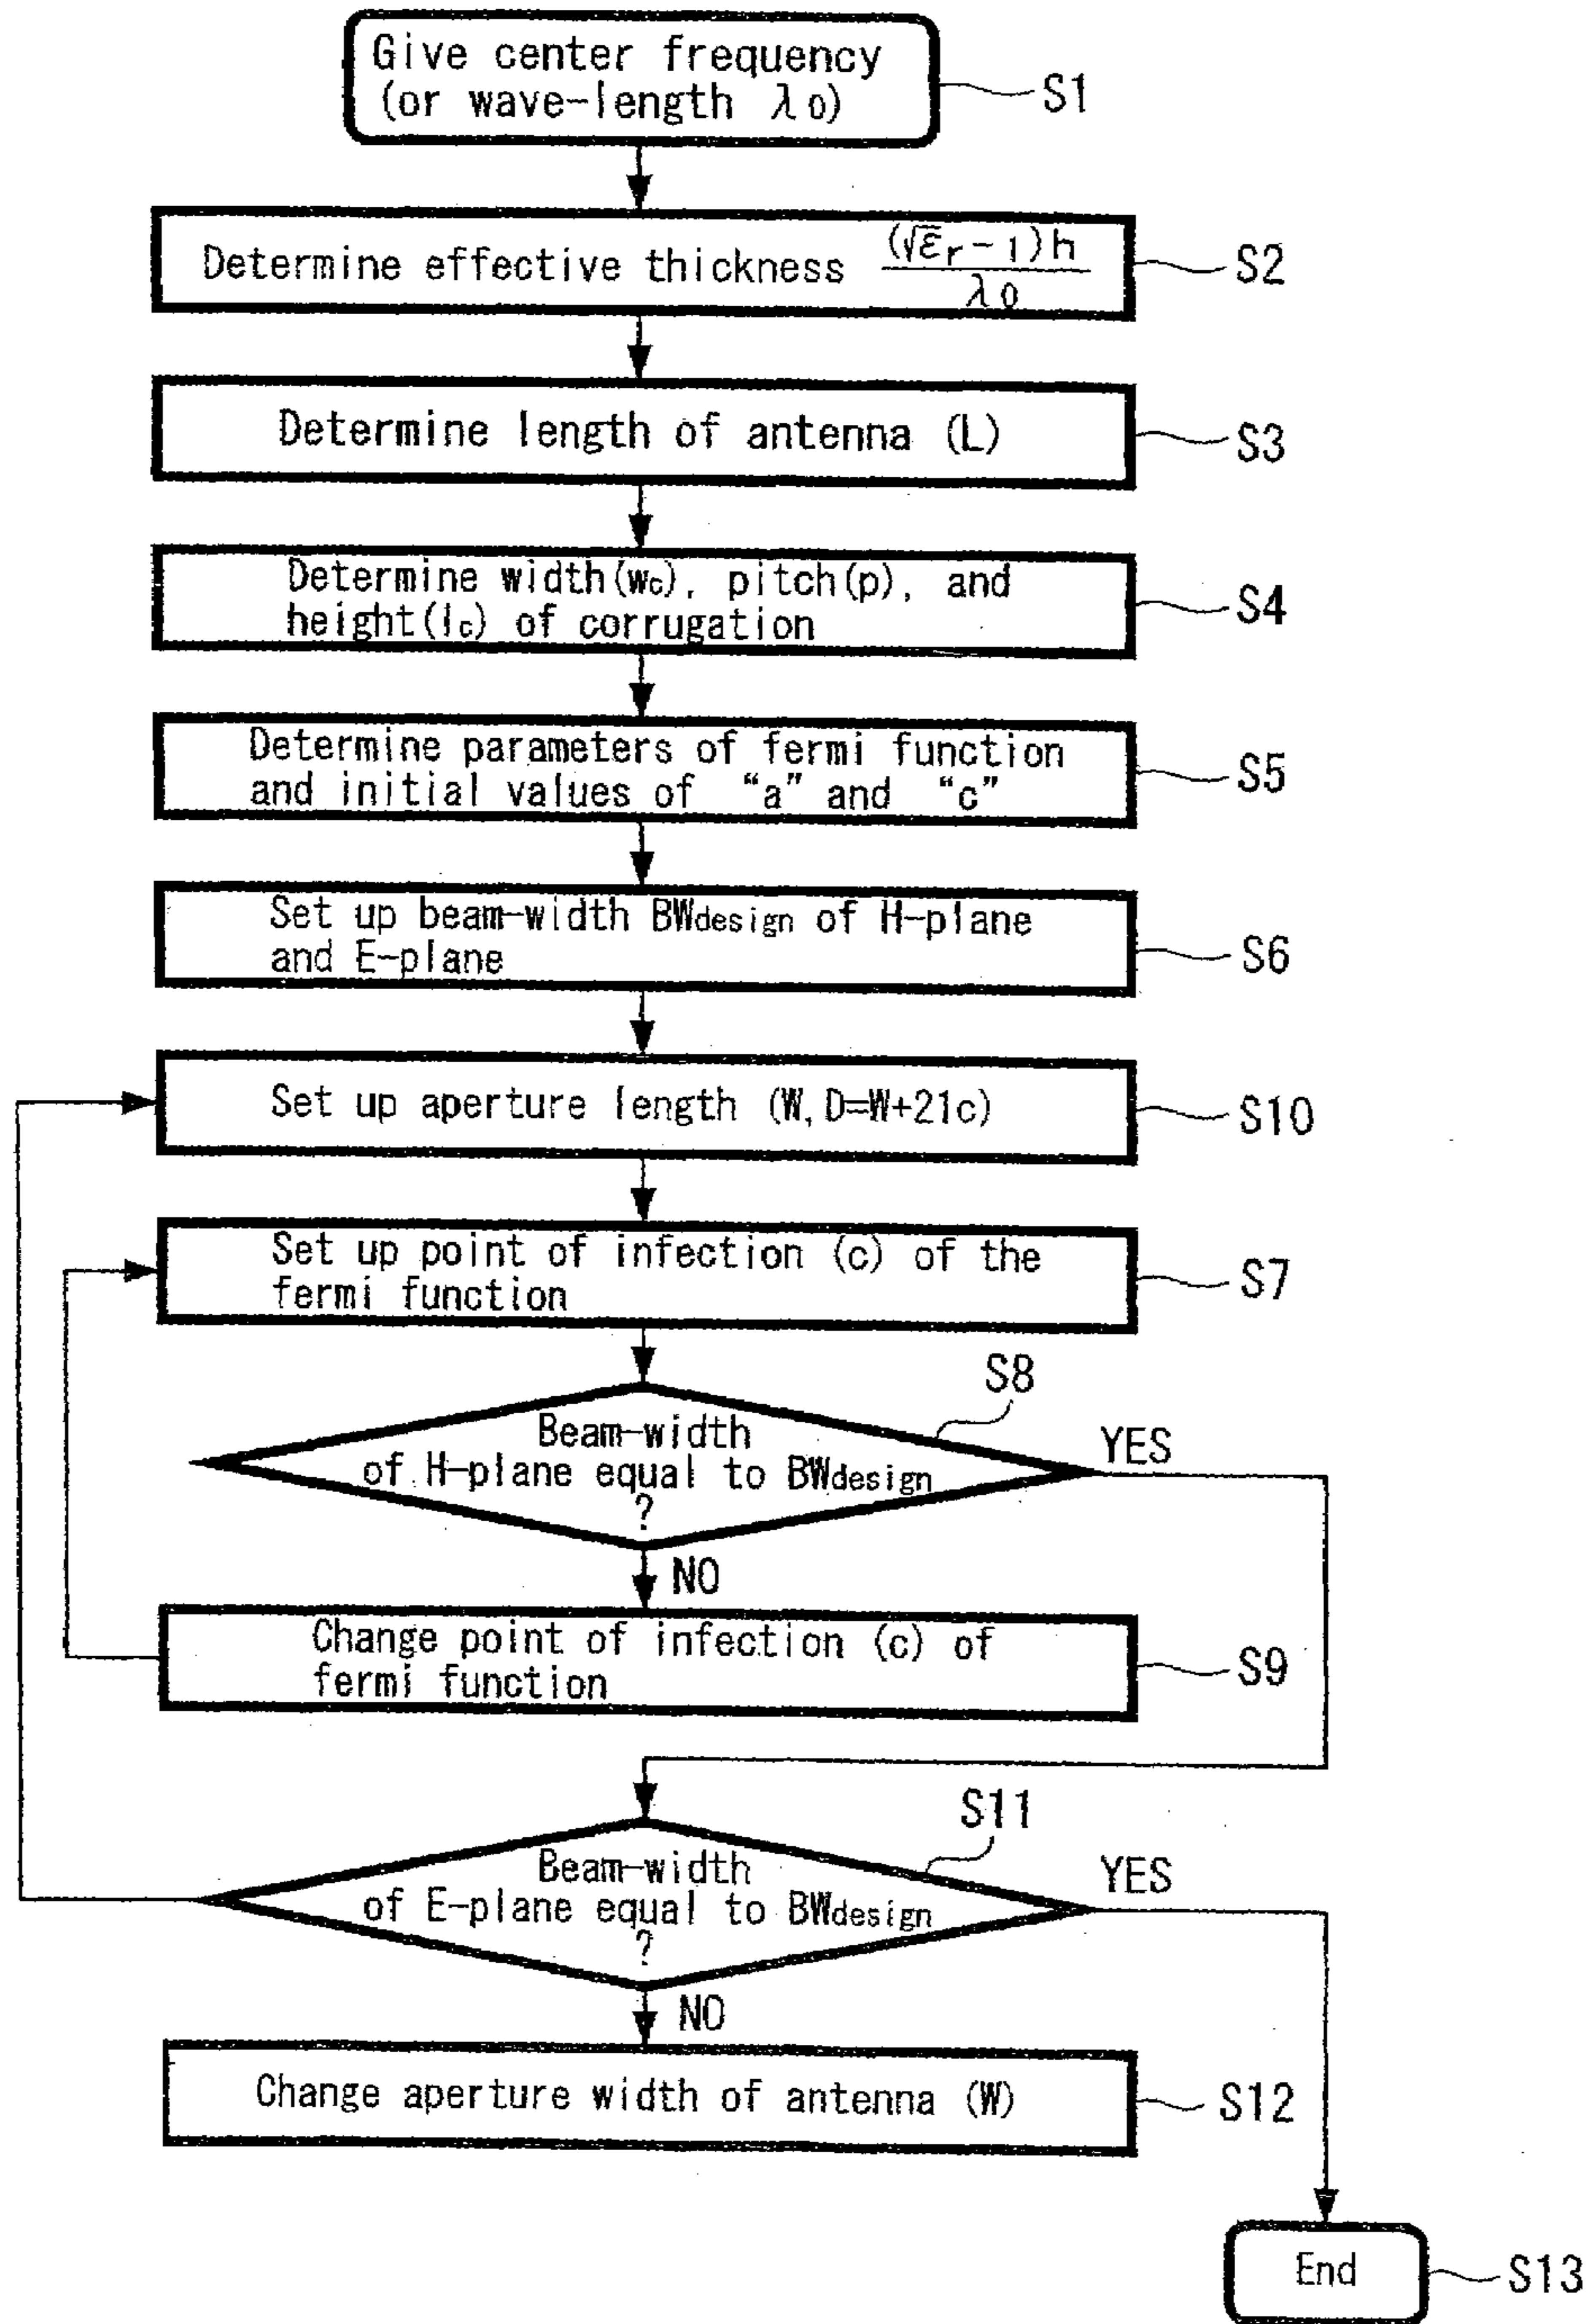 Give center frequency
(or wave-length λ0)
S1
Determine effective thickness (√εr-1)h / λ0
S2
Determine length of antenna (L)
S3
Determine width(wc), pitch(p), and
height(lc) of corrugation
S4
Determine parameters of fermi function
and initial values of “a” and “c”
S5
Set up beam-width BWdesign of H-plane
and E-plane
S6
Set up aperture length (W, D=W+21c)
S10
Set up point of infection (c) of the
fermi function
S7
S8
Beam-width
of H-plane equal to BWdesign
?
YES
NO
Change point of infection (c) of
fermi function
S9
S11
Beam-width
of E-plane equal to BWdesign
?
YES
NO
Change aperture width of antenna (W)
S12
End
S13